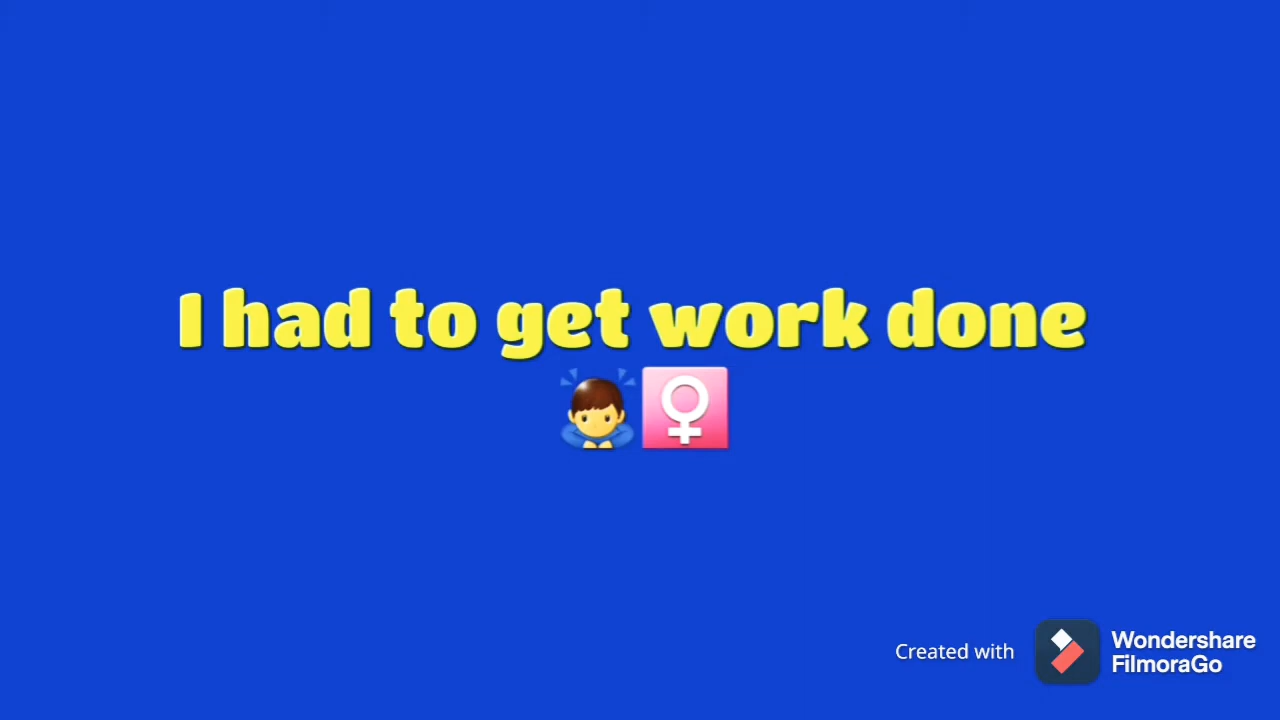 I had to get work done
🙇♀
Created with
Wondershare
FilmoraGo